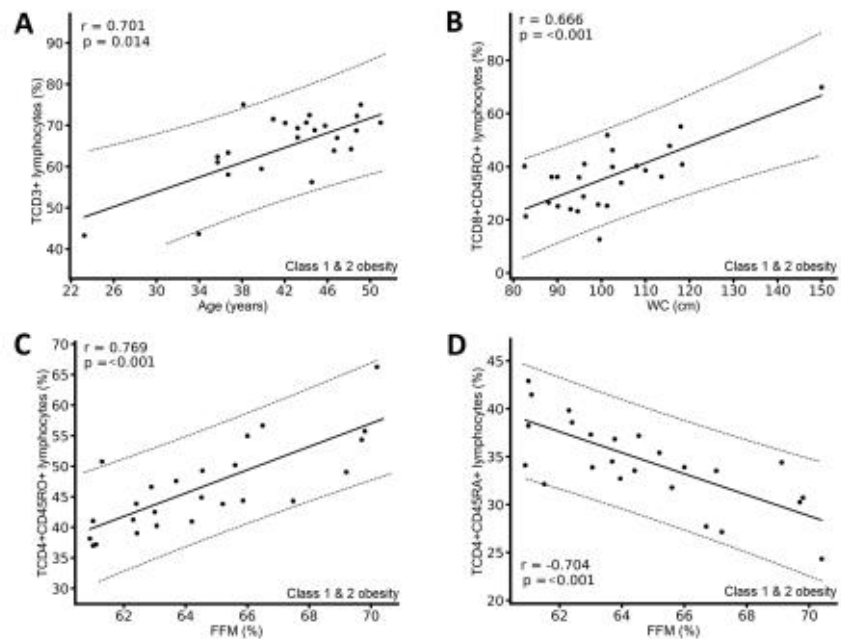 A
r = 0.701
p = 0.014
TCD3+ lymphocytes (%)
90
80
70
60
50
40
22 26 30 34 38 42 46 50
Age (years)
Class 1 & 2 obesity
B
r = 0.666
p = <0.001
TCD8+CD45RO+ lymphocytes (%)
80
60
40
20
0
80 90 100 110 120 130 140 150
WC (cm)
Class 1 & 2 obesity
C
r = 0.769
p =<0.001
TCD4+CD45RO+ lymphocytes (%)
70
65
60
55
50
45
40
35
30
62 64 66 68 70
FFM (%)
Class 1 & 2 obesity
D
r = -0.704
p =<0.001
TCD4+CD45RA+ lymphocytes (%)
45
40
35
30
25
20
62 64 66 68 70
FFM (%)
Class 1 & 2 obesity